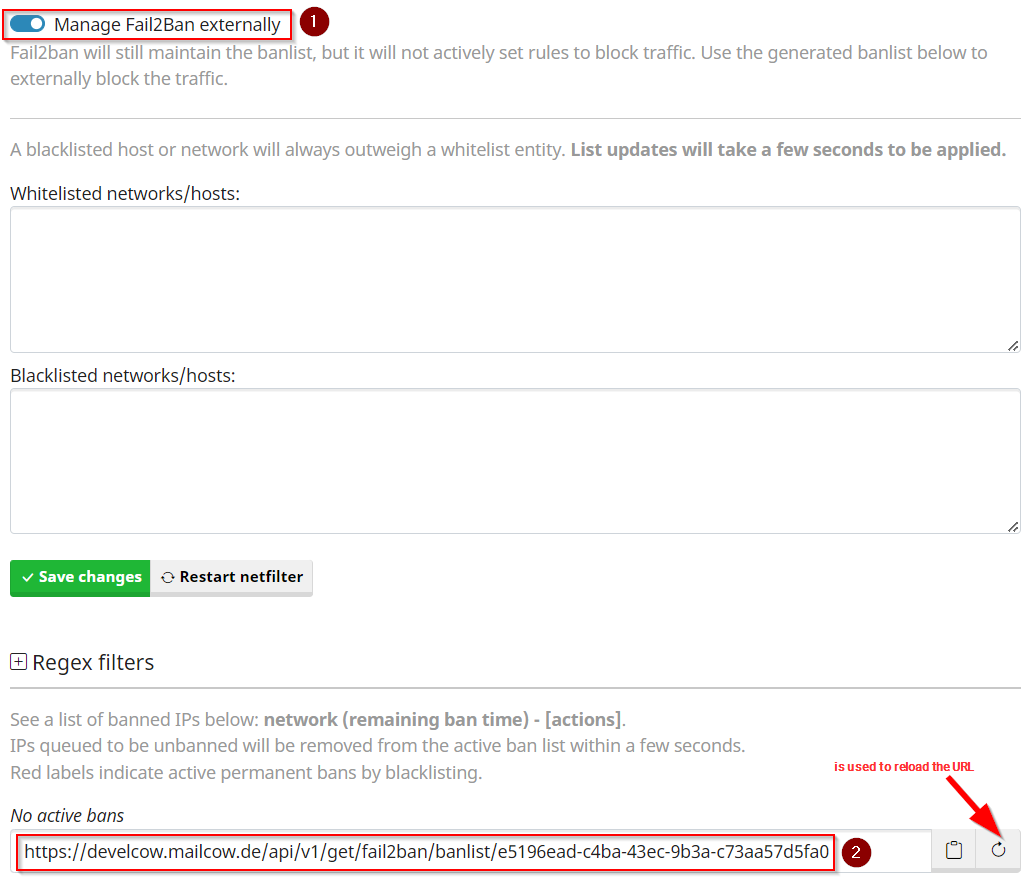 Manage Fail2Ban externally
1
Fail2ban will still maintain the banlist, but it will not actively set rules to block traffic. Use the generated banlist below to
externally block the traffic.
A blacklisted host or network will always outweigh a whitelist entity. List updates will take a few seconds to be applied.
Whitelisted networks/hosts:
Blacklisted networks/hosts:
Save changes
Restart netfilter
Regex filters
See a list of banned IPs below: network (remaining ban time) - [actions].
IPs queued to be unbanned will be removed from the active ban list within a few seconds.
Red labels indicate active permanent bans by blacklisting.
is used to reload the URL
No active bans
https://develcow.mailcow.de/api/v1/get/fail2ban/banlist/e5196ead-c4ba-43ec-9b3a-c73aa57d5fa0
2